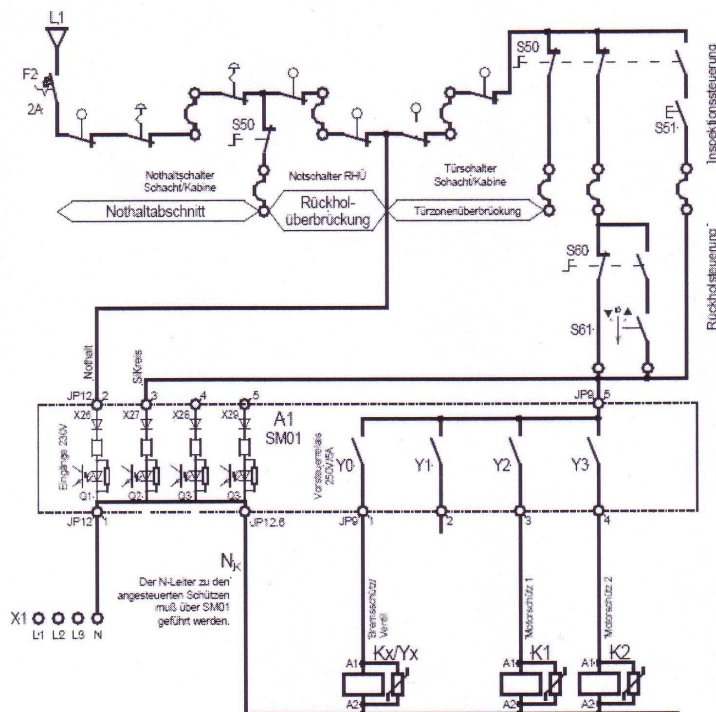 L1
F2
2A
S50
S50
Inspektionssteuerung
S51
Nothaltschalter
Schacht/Kabine
Notschalter RHÜ
Türschalter
Schacht/Kabine
Nothaltabschnitt
Rückhol-
überbrückung
Türzonenüberbrückung
S60
S61
Rückholsteuerung
Nothalt
SiKreis
JP12 2 3 4 5
JP9 5
X26 X27 X28 X29
A1
SM01
Eingänge 230V
Vorsteuerrelais
250V/5A
Y0 Y1 Y2 Y3
Q1 Q2 Q3 Q3
JP12 1
JP12.6
JP9 1 2 3 4
N
Der N-Leiter zu den
angesteuerten Schützen
muß über SM01
geführt werden.
X1
L1 L2 L3 N
Bremsschütz/
Ventil
Motorschütz 1
Motorschütz 2
Kx/Yx
K1
K2
A1 A1 A1
A2 A2 A2